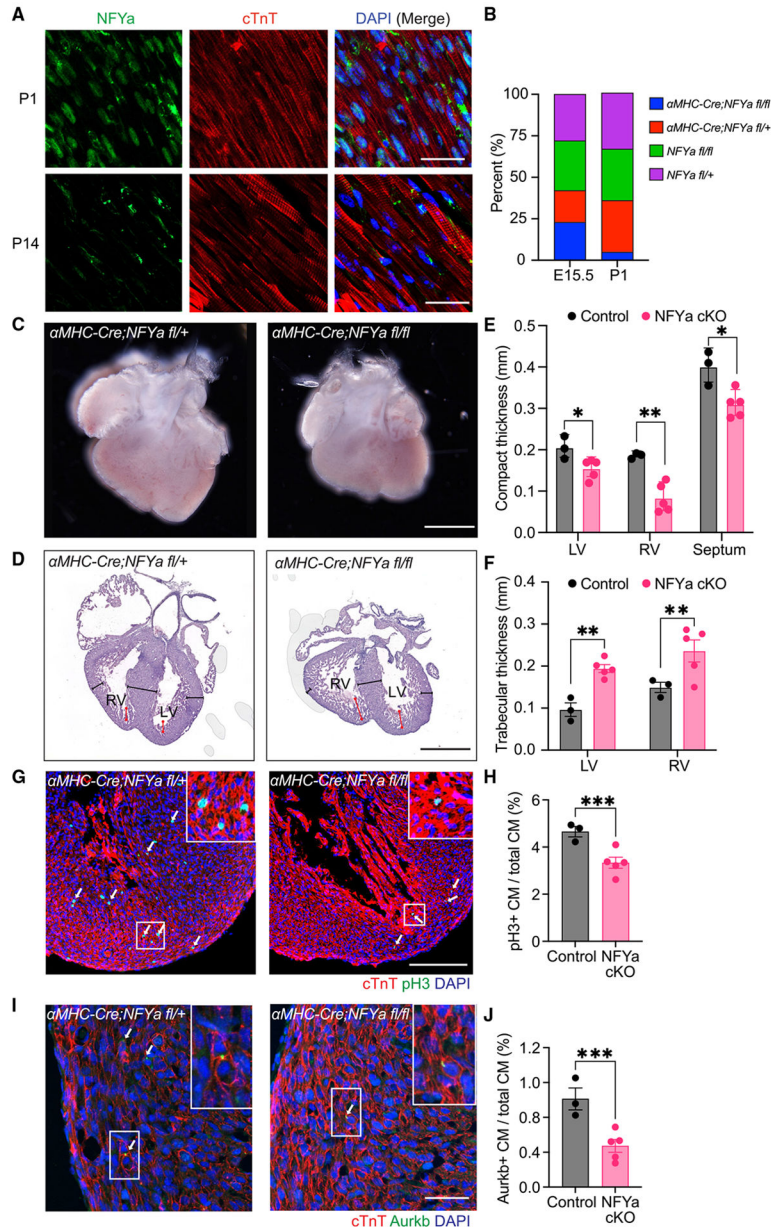 A
NFYa
cTnT
DAPI (Merge)
P1
P14
B
Percent (%)
100
75
50
25
0
E15.5
P1
αMHC-Cre;NFYa fl/fl
αMHC-Cre;NFYa fl/+
NFYa fl/fl
NFYa fl/+
C
αMHC-Cre;NFYa fl/+
αMHC-Cre;NFYa fl/fl
D
αMHC-Cre;NFYa fl/+
αMHC-Cre;NFYa fl/fl
RV
LV
RV
LV
E
Control
NFYa cKO
Compact thickness (mm)
0.5
0.4
0.3
0.2
0.1
0.0
*
**
*
LV
RV
Septum
F
Control
NFYa cKO
Trabecular thickness (mm)
0.4
0.3
0.2
0.1
0.0
**
**
LV
RV
G
αMHC-Cre;NFYa fl/+
αMHC-Cre;NFYa fl/fl
cTnT pH3 DAPI
H
pH3+ CM / total CM (%)
6
4
2
0
***
Control
NFYa
cKO
I
αMHC-Cre;NFYa fl/+
αMHC-Cre;NFYa fl/fl
cTnT Aurkb DAPI
J
Aurkb+ CM / total CM (%)
1.2
0.8
0.4
0.0
***
Control
NFYa
cKO